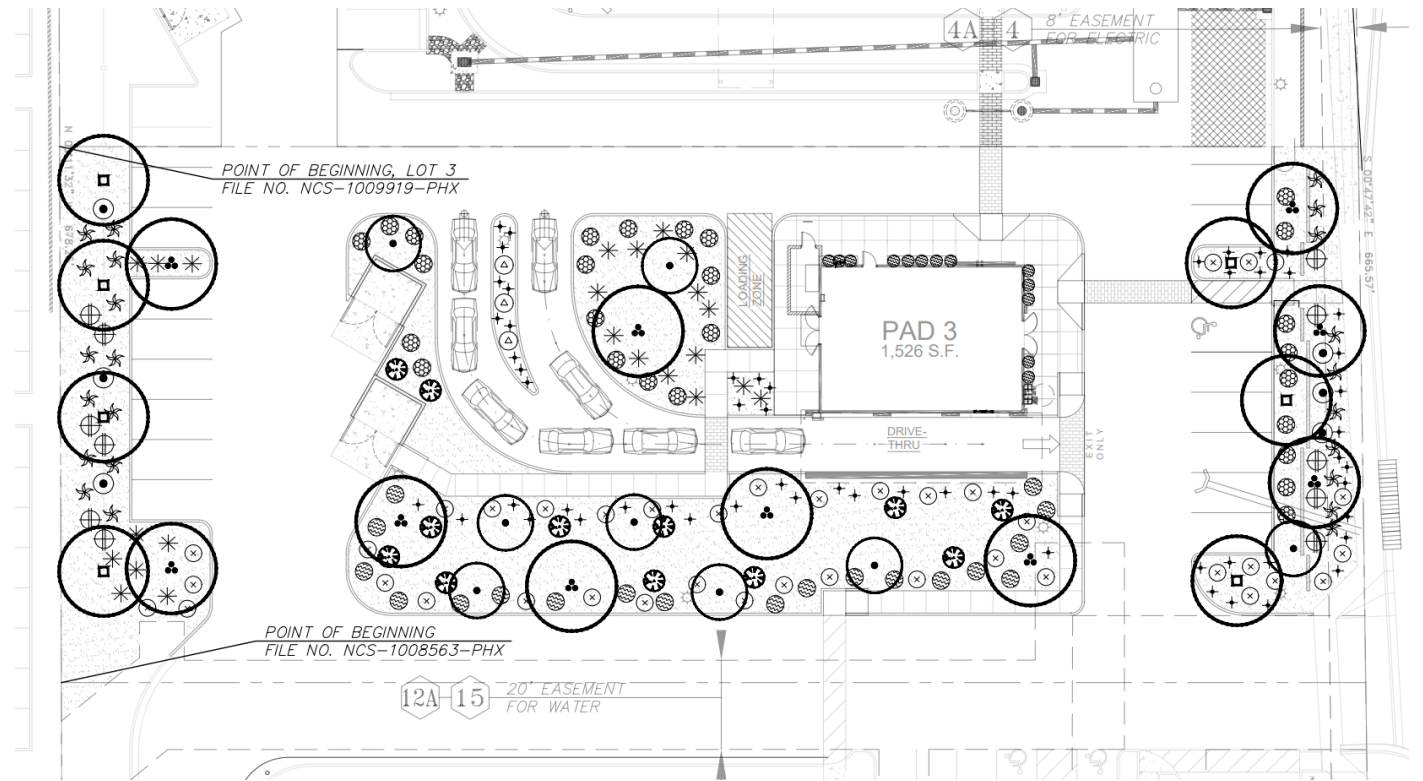 4A
4
8' EASEMENT
FOR ELECTRIC
POINT OF BEGINNING, LOT 3
FILE NO. NCS-1009919-PHX
S 00°47'42" E 665.57'
LOADING
ZONE
PAD 3
1,526 S.F.
DRIVE-
THRU
EXIT
ONLY
POINT OF BEGINNING
FILE NO. NCS-1008563-PHX
12A
15
20' EASEMENT
FOR WATER